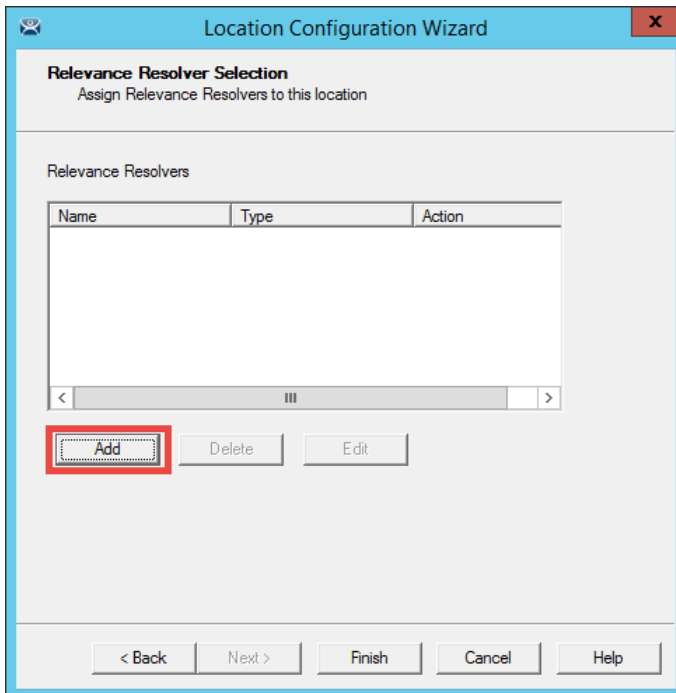 Location Configuration Wizard
x
Relevance Resolver Selection
Assign Relevance Resolvers to this location
Relevance Resolvers
Name Type Action
Add Delete Edit
< Back Next > Finish Cancel Help